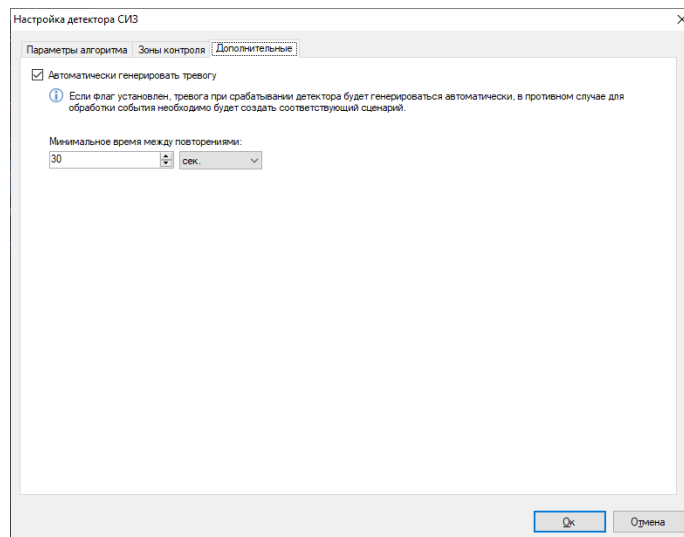 Настройка детектора СИЗ
Параметры алгоритма Зоны контроля Дополнительные
Автоматически генерировать тревогу
Если флаг установлен, тревога при срабатывании детектора будет генерироваться автоматически, в противном случае для
обработки события необходимо будет создать соответствующий сценарий.
Минимальное время между повторениями:
30 сек.
Ок Отмена